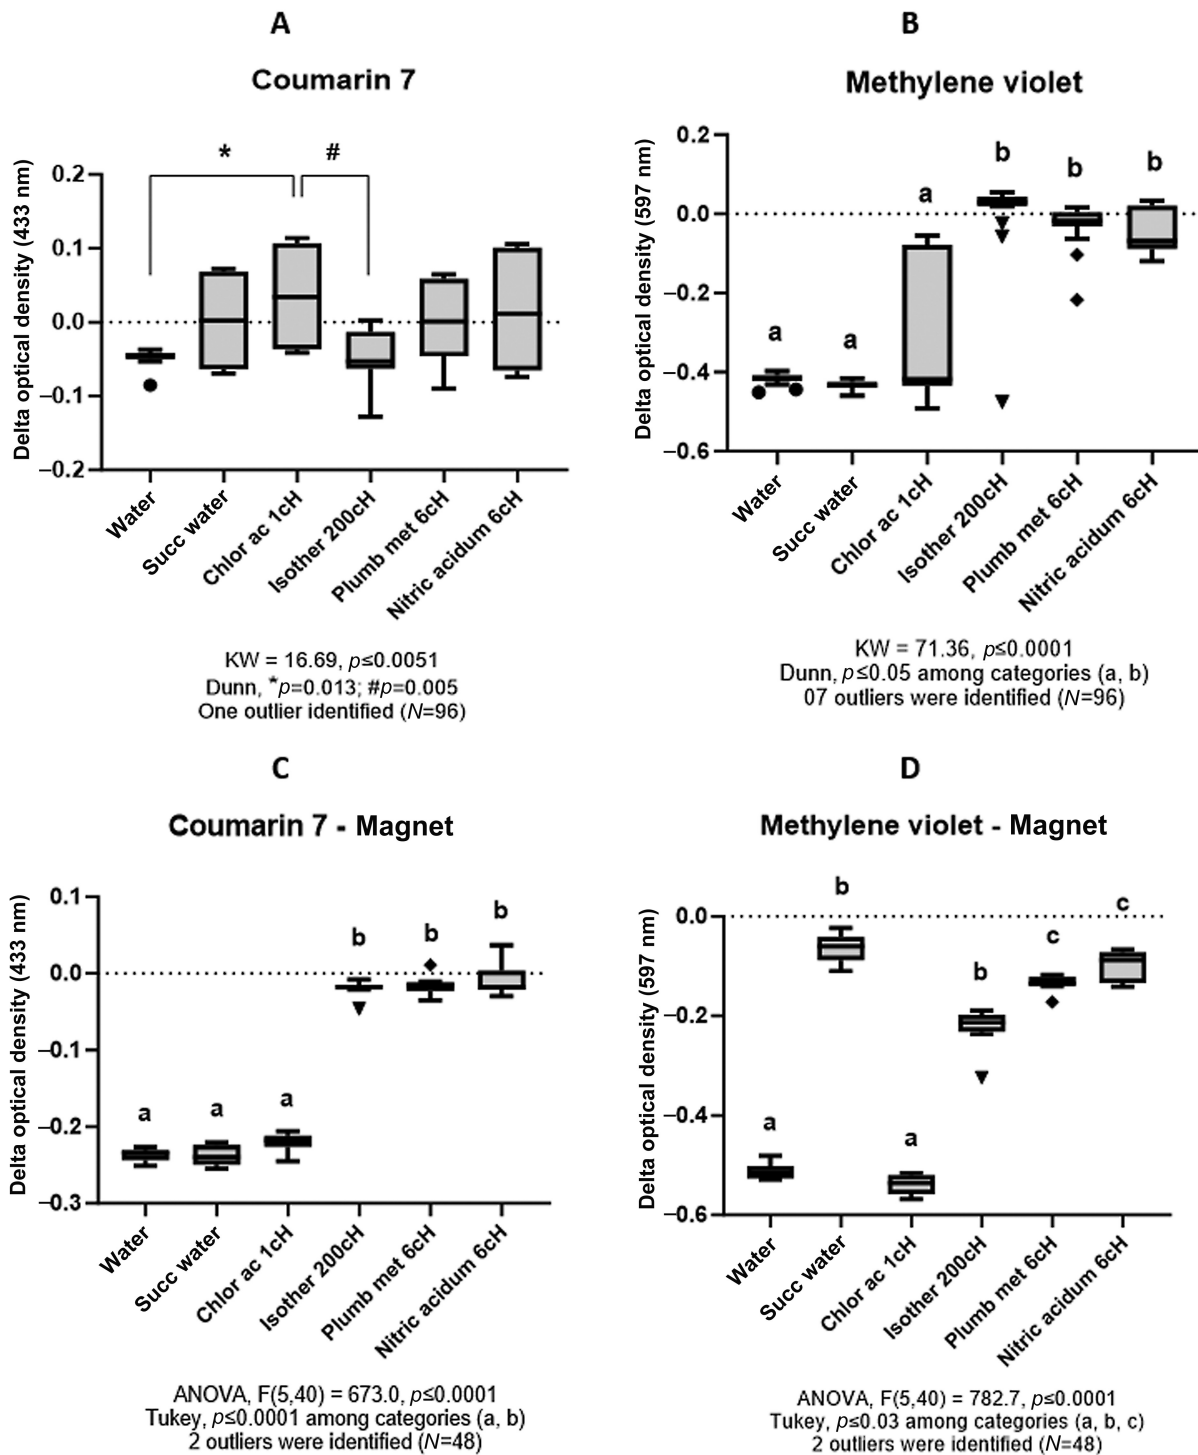 A
Coumarin 7
Delta optical density (433 nm)
* #
0.2
0.1
0.0
–0.1
–0.2
Water
Succ water
Chlor ac 1cH
Isother 200cH
Plumb met 6cH
Nitric acidum 6cH
KW = 16.69, p≤0.0051
Dunn, *p=0.013; #p=0.005
One outlier identified (N=96)
B
Methylene violet
Delta optical density (597 nm)
0.2
0.0
–0.2
–0.4
–0.6
a
a
a
b
b
b
Water
Succ water
Chlor ac 1cH
Isother 200cH
Plumb met 6cH
Nitric acidum 6cH
KW = 71.36, p≤0.0001
Dunn, p≤0.05 among categories (a, b)
07 outliers were identified (N=96)
C
Coumarin 7 - Magnet
Delta optical density (433 nm)
0.1
0.0
–0.1
–0.2
–0.3
a
a
a
b
b
b
Water
Succ water
Chlor ac 1cH
Isother 200cH
Plumb met 6cH
Nitric acidum 6cH
ANOVA, F(5,40) = 673.0, p≤0.0001
Tukey, p≤0.0001 among categories (a, b)
2 outliers were identified (N=48)
D
Methylene violet - Magnet
Delta optical density (597 nm)
0.0
–0.2
–0.4
–0.6
a
b
a
b
c
c
Water
Succ water
Chlor ac 1cH
Isother 200cH
Plumb met 6cH
Nitric acidum 6cH
ANOVA, F(5,40) = 782.7, p≤0.0001
Tukey, p≤0.03 among categories (a, b, c)
2 outliers were identified (N=48)